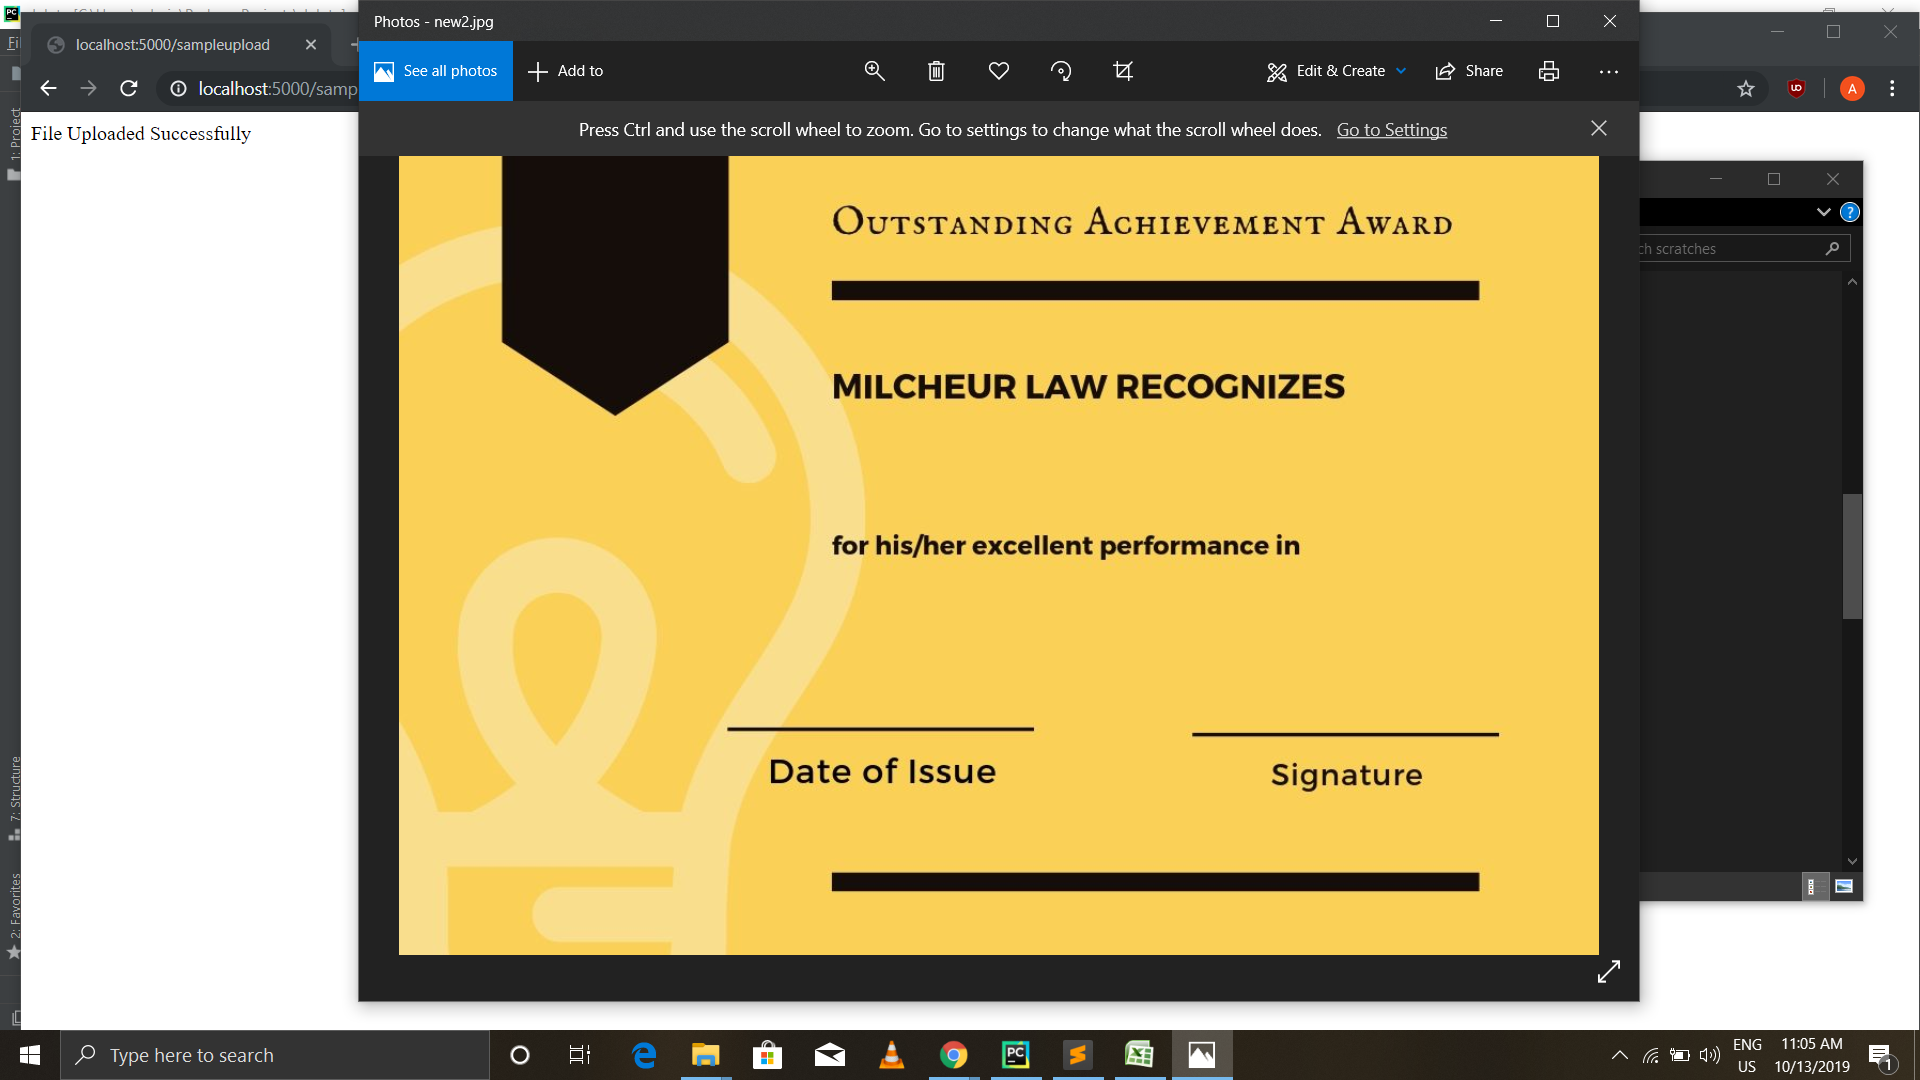 Photos - new2.jpg
localhost:5000/sampleupload
See all photos
Add to
Edit & Create
Share
localhost:5000/samp
Press Ctrl and use the scroll wheel to zoom. Go to settings to change what the scroll wheel does. Go to Settings
File Uploaded Successfully
1: Project
Outstanding Achievement Award
ch scratches
MILCHEUR LAW RECOGNIZES
for his/her excellent performance in
Date of Issue
Signature
7: Structure
2: Favorites
Type here to search
ENG
US
11:05 AM
10/13/2019
1